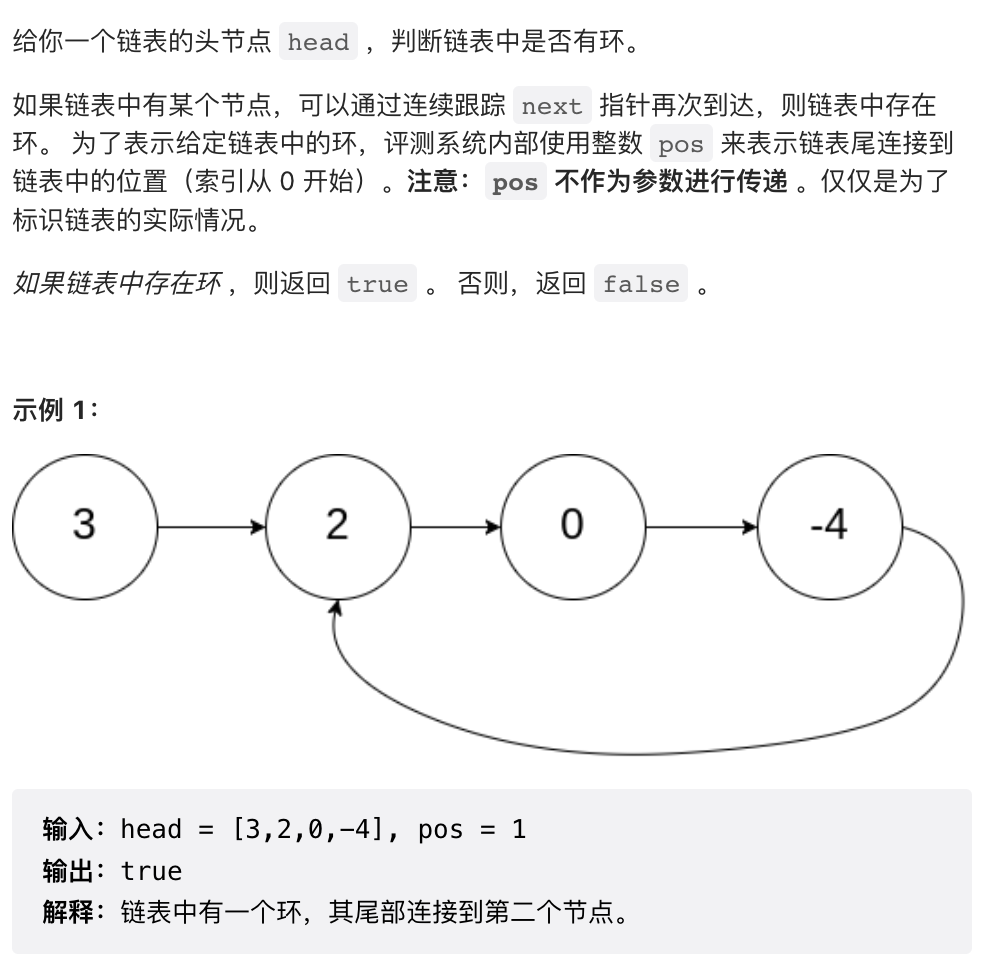 给你一个链表的头节点 head ，判断链表中是否有环。
如果链表中有某个节点，可以通过连续跟踪 next 指针再次到达，则链表中存在
环。 为了表示给定链表中的环，评测系统内部使用整数 pos 来表示链表尾连接到
链表中的位置（索引从 0 开始）。注意：pos 不作为参数进行传递 。仅仅是为了
标识链表的实际情况。
如果链表中存在环 ，则返回 true 。 否则，返回 false 。
示例 1：
3 2 0 -4
输入：head = [3,2,0,-4], pos = 1
输出：true
解释：链表中有一个环，其尾部连接到第二个节点。